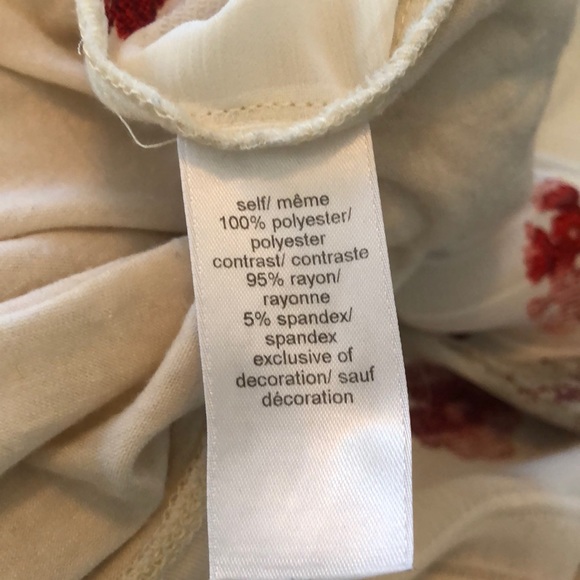 self/ même
100% polyester/
polyester
contrast/ contraste
95% rayon/
rayonne
5% spandex/
spandex
exclusive of
decoration/ sauf
décoration